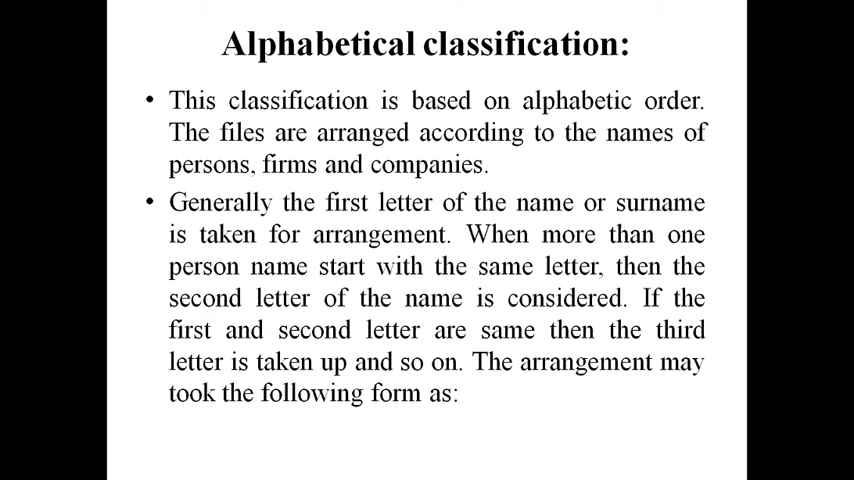 Alphabetical classification:
• This classification is based on alphabetic order.
The files are arranged according to the names of
persons, firms and companies.
• Generally the first letter of the name or surname
is taken for arrangement. When more than one
person name start with the same letter, then the
second letter of the name is considered. If the
first and second letter are same then the third
letter is taken up and so on. The arrangement may
took the following form as: